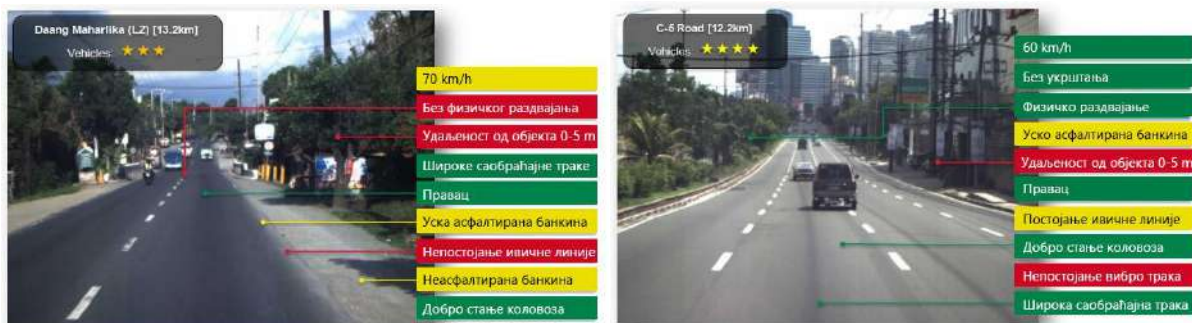 Daang Maharlika (LZ) [13.2km]
Vehicles: ★★★
70 km/h
Без физичког раздвајања
Удаљеност од објекта 0-5 m
Широке саобраћајне траке
Правац
Уска асфалтирана банкина
Непостојање ивичне линије
Неасфалтирана банкина
Добро стање коловоза
C-5 Road [12.2km]
Vehicles: ★★★★
60 km/h
Без укрштања
Физичко раздвајање
Уско асфалтирана банкина
Удаљеност од објекта 0-5 m
Правац
Постојање ивичне линије
Добро стање коловоза
Непостојање вибро трака
Широка саобраћајна трака